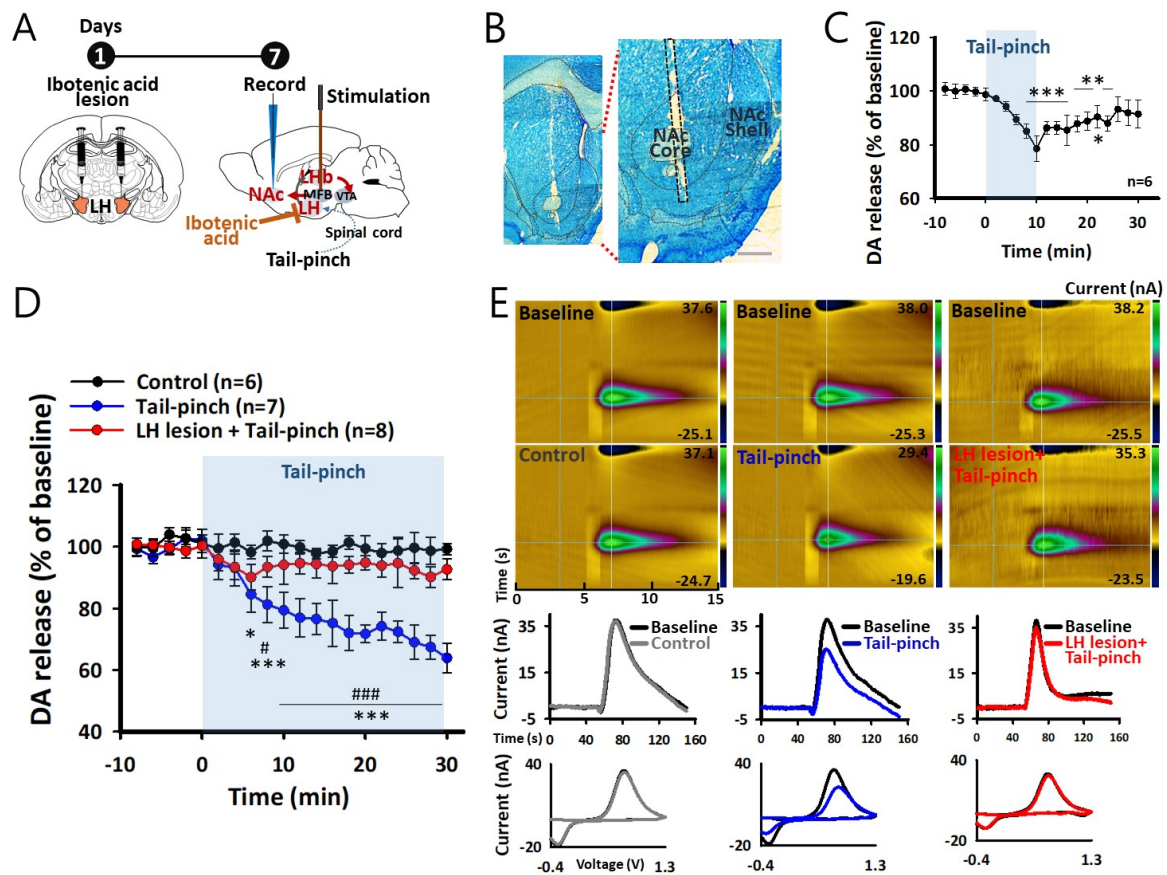 A
Days
1
7
Ibotenic acid
lesion
Record
Stimulation
LH
LHb
NAc
MFB
VTA
LH
Ibotenic
acid
Spinal cord
Tail-pinch
B
NAc
Core
NAc
Shell
C
DA release (% of baseline)
120
100
80
60
Tail-pinch
***
**
*
n=6
-10 0 10 20 30
Time (min)
D
Control (n=6)
Tail-pinch (n=7)
LH lesion + Tail-pinch (n=8)
Tail-pinch
DA release (% of baseline)
120
100
80
60
40
*
#
***
###
***
-10 0 10 20 30
Time (min)
E
Current (nA)
Baseline 37.6
-25.1
Baseline 38.0
-25.3
Baseline 38.2
-25.5
Control 37.1
-24.7
Tail-pinch 29.4
-19.6
LH lesion+ 35.3
Tail-pinch
-23.5
Time (s)
0 5 10 15
Current (nA)
35
15
-5
Baseline
Control
Time (s) 0 40 80 160
35
15
-5
Baseline
Tail-pinch
0 40 80 120 160
35
15
-5
Baseline
LH lesion+
Tail-pinch
0 40 80 120 160
Current (nA)
40
-20
-0.4 Voltage (V) 1.3
40
-20
-0.4 1.3
40
-20
-0.4 1.3